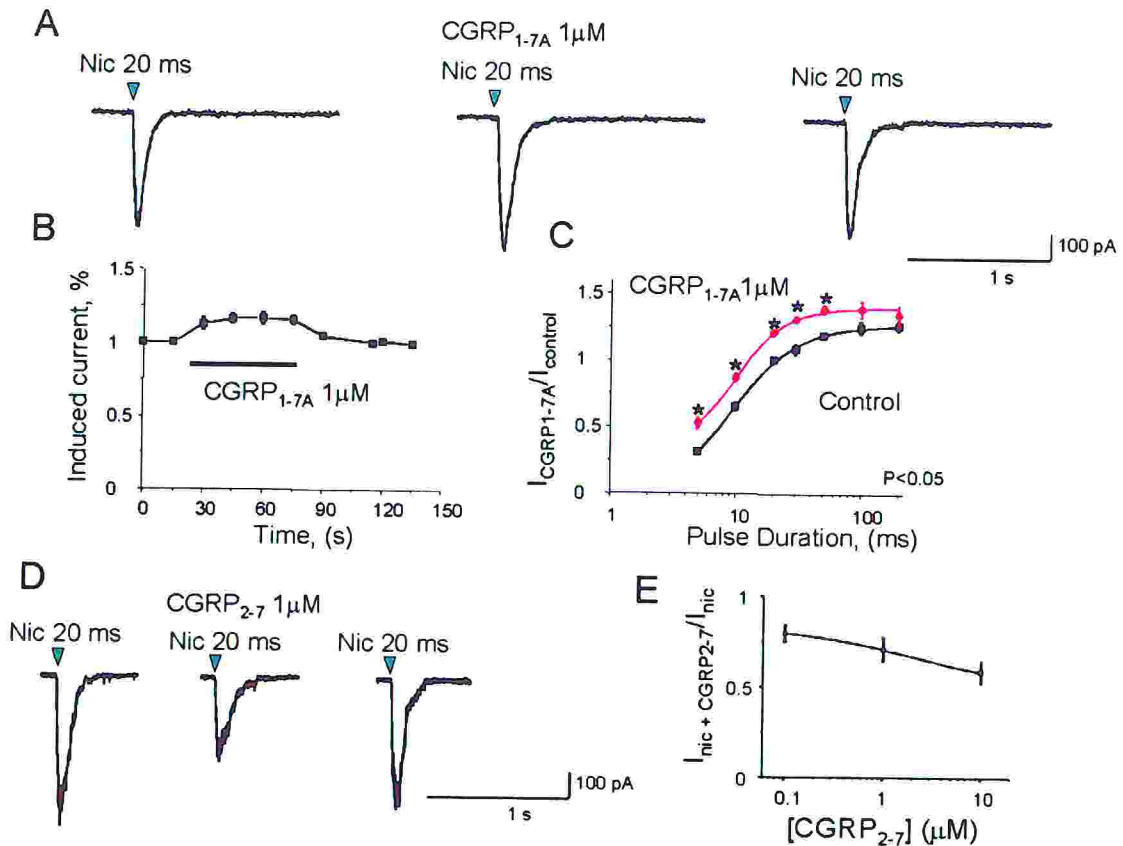 A
Nic 20 ms
CGRP1-7A 1μM
Nic 20 ms
Nic 20 ms
100 pA
1 s
B
Induced current, %
1.5
1
0.5
0
CGRP1-7A 1μM
0 30 60 90 120 150
Time, (s)
C
ICGRP1-7A/Icontrol
1.5
1
0.5
0
CGRP1-7A 1μM
Control
P<0.05
1 10 100
Pulse Duration, (ms)
D
Nic 20 ms
CGRP2-7 1μM
Nic 20 ms
Nic 20 ms
100 pA
1 s
E
Inic + CGRP2-7/Inic
1
0.5
0
0.1 1 10
[CGRP2-7] (μM)